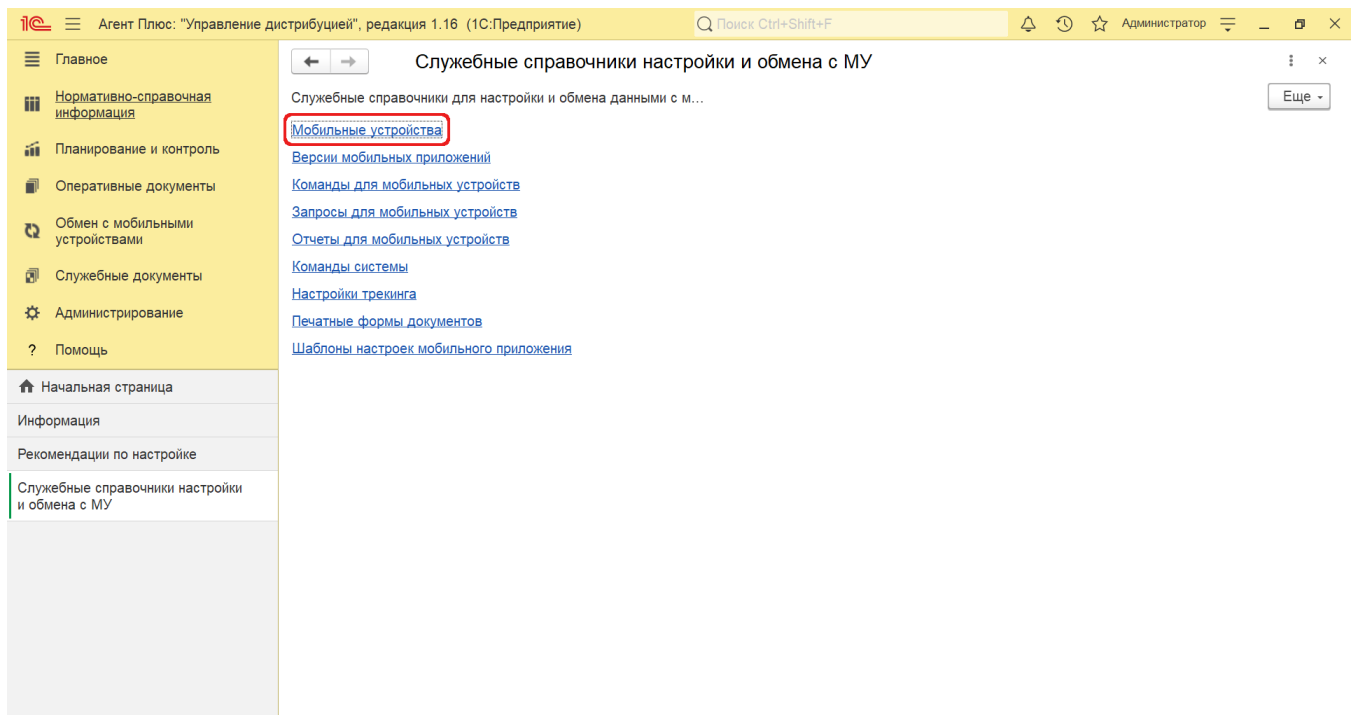 1С Агент Плюс: "Управление дистрибуцией", редакция 1.16 (1С:Предприятие) Поиск Ctrl+Shift+F Администратор
Главное
Нормативно-справочная
информация
Планирование и контроль
Оперативные документы
Обмен с мобильными
устройствами
Служебные документы
Администрирование
? Помощь
Начальная страница
Информация
Рекомендации по настройке
Служебные справочники настройки
и обмена с МУ
Служебные справочники настройки и обмена с МУ
Служебные справочники для настройки и обмена данными с м...
Еще
Мобильные устройства
Версии мобильных приложений
Команды для мобильных устройств
Запросы для мобильных устройств
Отчеты для мобильных устройств
Команды системы
Настройки трекинга
Печатные формы документов
Шаблоны настроек мобильного приложения